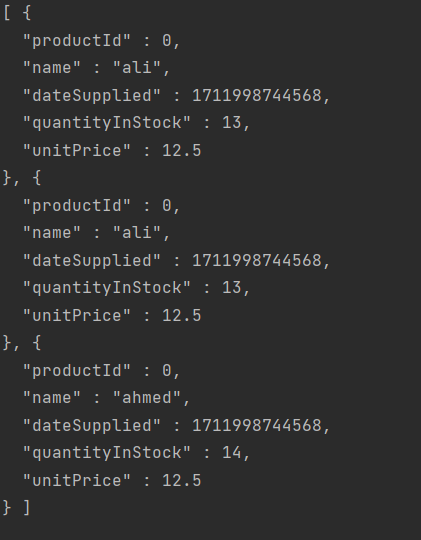 [ {
  "productId" : 0,
  "name" : "ali",
  "dateSupplied" : 1711998744568,
  "quantityInStock" : 13,
  "unitPrice" : 12.5
}, {
  "productId" : 0,
  "name" : "ali",
  "dateSupplied" : 1711998744568,
  "quantityInStock" : 13,
  "unitPrice" : 12.5
}, {
  "productId" : 0,
  "name" : "ahmed",
  "dateSupplied" : 1711998744568,
  "quantityInStock" : 14,
  "unitPrice" : 12.5
} ]